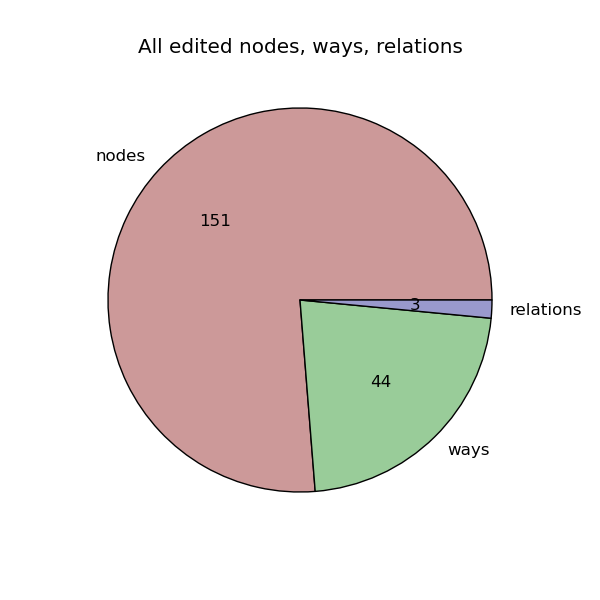 All edited nodes, ways, relations
nodes
151
3
relations
44
ways